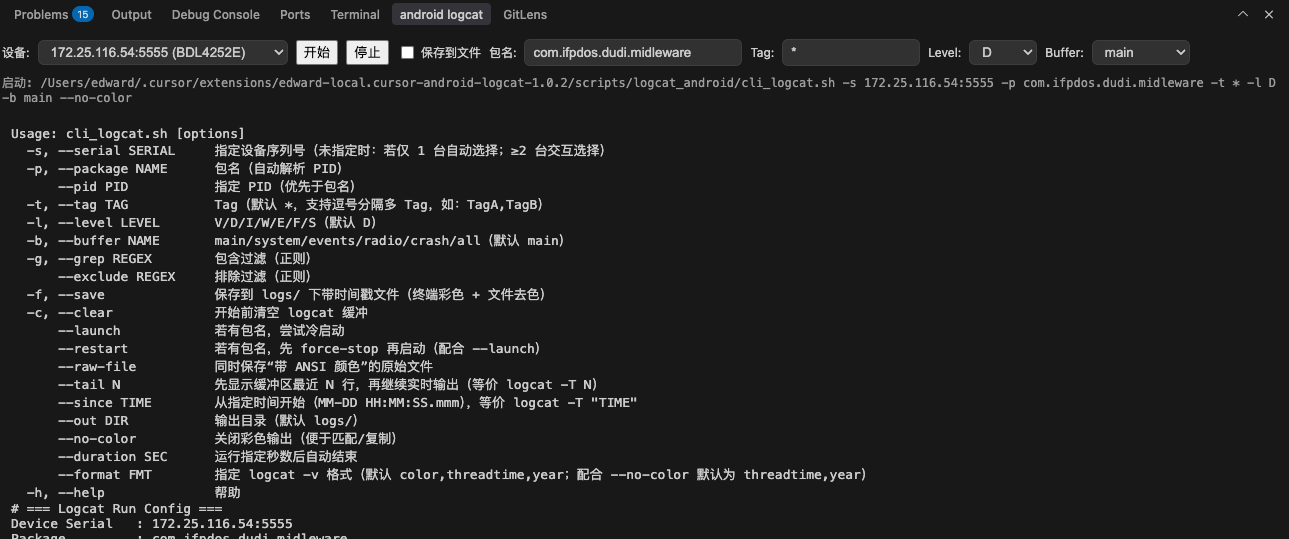 Problems 15 Output Debug Console Ports Terminal android logcat GitLens
设备: 172.25.116.54:5555 (BDL4252E) 开始 停止 保存到文件 包名: com.ifpdos.dudi.midleware Tag: * Level: D Buffer: main
启动: /Users/edward/.cursor/extensions/edward-local.cursor-android-logcat-1.0.2/scripts/logcat_android/cli_logcat.sh -s 172.25.116.54:5555 -p com.ifpdos.dudi.midleware -t * -l D
-b main --no-color
Usage: cli_logcat.sh [options]
-s, --serial SERIAL 指定设备序列号（未指定时：若仅 1 台自动选择；≥2 台交互选择）
-p, --package NAME 包名（自动解析 PID）
--pid PID 指定 PID（优先于包名）
-t, --tag TAG Tag（默认 *，支持逗号分隔多 Tag，如：TagA,TagB）
-l, --level LEVEL V/D/I/W/E/F/S（默认 D）
-b, --buffer NAME main/system/events/radio/crash/all（默认 main）
-g, --grep REGEX 包含过滤（正则）
--exclude REGEX 排除过滤（正则）
-f, --save 保存到 logs/ 下带时间戳文件（终端彩色 + 文件去色）
-c, --clear 开始前清空 logcat 缓冲
--launch 若有包名，尝试冷启动
--restart 若有包名，先 force-stop 再启动（配合 --launch）
--raw-file 同时保存“带 ANSI 颜色”的原始文件
--tail N 先显示缓冲区最近 N 行，再继续实时输出（等价 logcat -T N）
--since TIME 从指定时间开始（MM-DD HH:MM:SS.mmm），等价 logcat -T "TIME"
--out DIR 输出目录（默认 logs/）
--no-color 关闭彩色输出（便于匹配/复制）
--duration SEC 运行指定秒数后自动结束
--format FMT 指定 logcat -v 格式（默认 color,threadtime,year；配合 --no-color 默认为 threadtime,year）
-h, --help 帮助
# === Logcat Run Config ===
Device Serial : 172.25.116.54:5555
Package : com.ifpdos.dudi.midleware